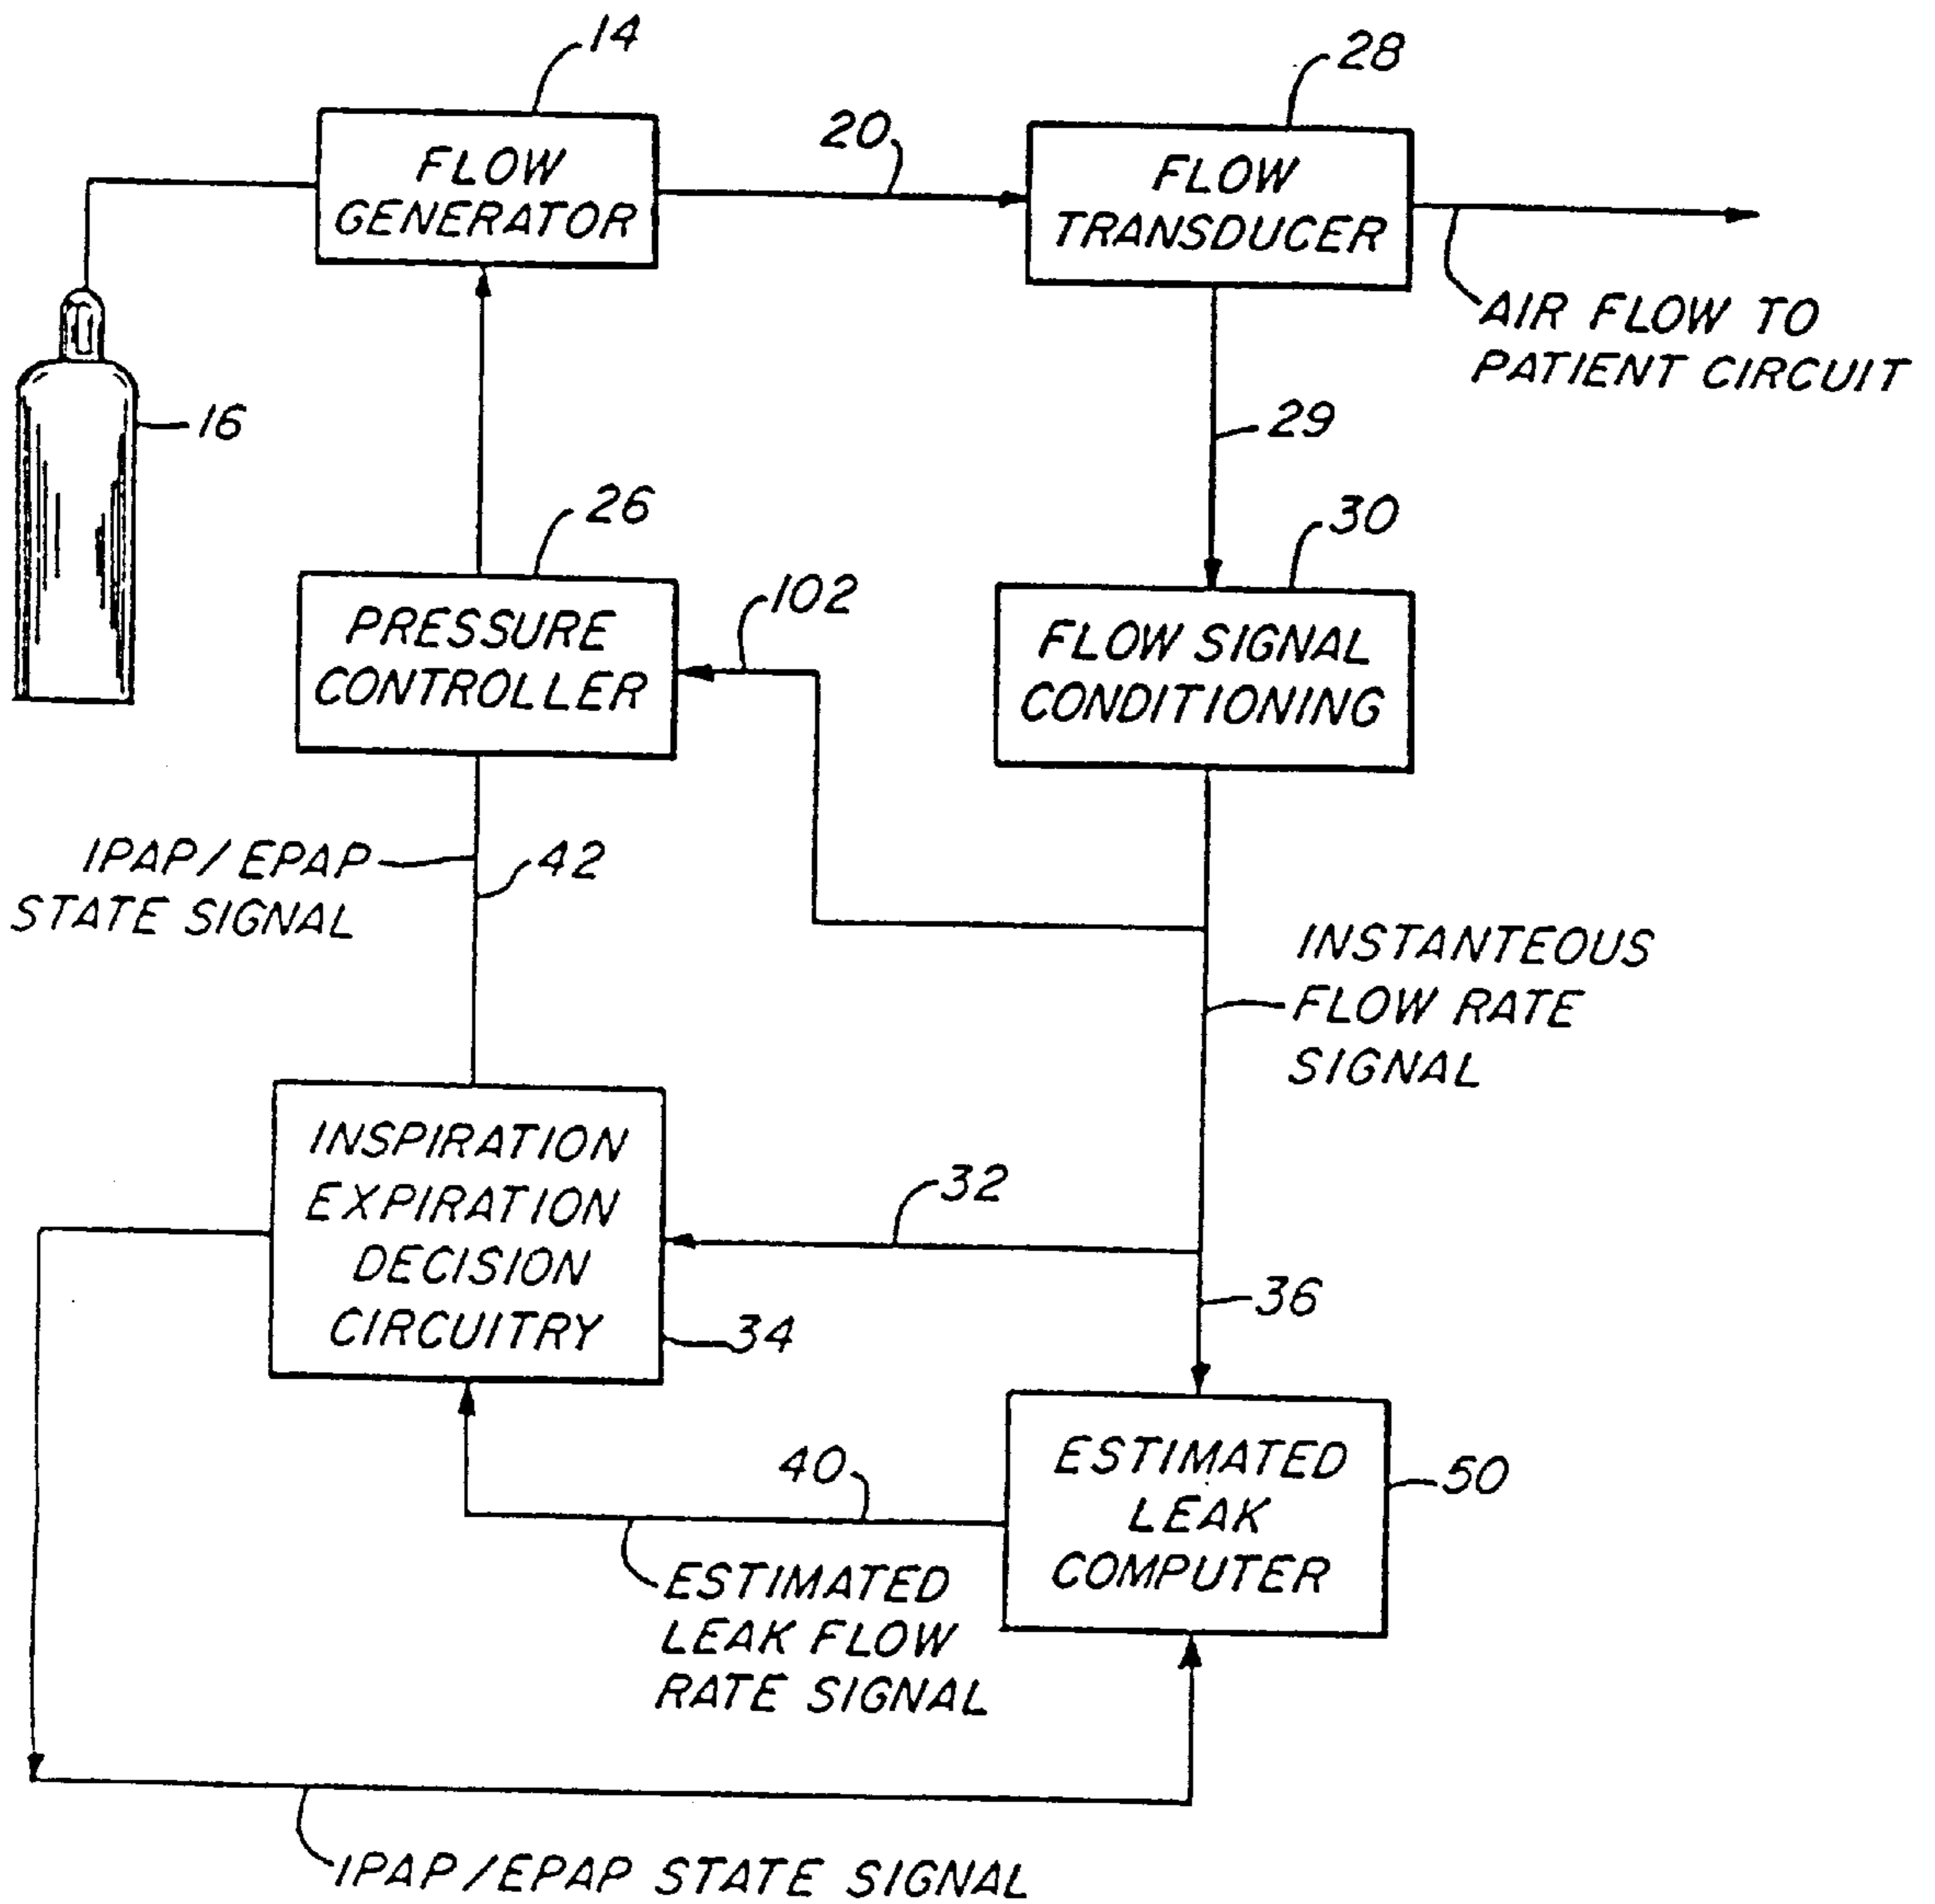 14
28
20
FLOW
GENERATOR
FLOW
TRANSDUCER
AIR FLOW TO
PATIENT CIRCUIT
16
29
26
30
102
PRESSURE
CONTROLLER
FLOW SIGNAL
CONDITIONING
IPAP/EPAP
STATE SIGNAL
42
INSTANTEOUS
FLOW RATE
SIGNAL
INSPIRATION
EXPIRATION
DECISION
CIRCUITRY
32
34
36
40
ESTIMATED
LEAK
COMPUTER
50
ESTIMATED
LEAK FLOW
RATE SIGNAL
IPAP/EPAP STATE SIGNAL